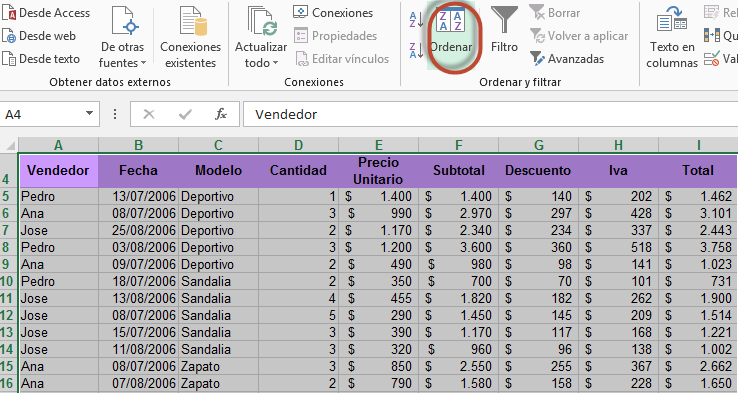 Desde Access
Desde web
Desde texto
De otras fuentes
Obtener datos externos
Conexiones existentes
Actualizar todo
Conexiones
Propiedades
Editar vínculos
Conexiones
A Z
Z A
Z A A Z
Ordenar
Filtro
Borrar
Volver a aplicar
Avanzadas
Ordenar y filtrar
Texto en columnas
Re
Qu
Val
A4 fx Vendedor
A B C D E F G H I
4 Vendedor Fecha Modelo Cantidad Precio Unitario Subtotal Descuento Iva Total
5 Pedro 13/07/2006 Deportivo 1 $ 1.400 $ 1.400 $ 140 $ 202 $ 1.462
6 Ana 08/07/2006 Deportivo 3 $ 990 $ 2.970 $ 297 $ 428 $ 3.101
7 Jose 25/08/2006 Deportivo 2 $ 1.170 $ 2.340 $ 234 $ 337 $ 2.443
8 Pedro 03/08/2006 Deportivo 3 $ 1.200 $ 3.600 $ 360 $ 518 $ 3.758
9 Ana 09/07/2006 Deportivo 2 $ 490 $ 980 $ 98 $ 141 $ 1.023
10 Pedro 18/07/2006 Sandalia 2 $ 350 $ 700 $ 70 $ 101 $ 731
11 Jose 13/08/2006 Sandalia 4 $ 455 $ 1.820 $ 182 $ 262 $ 1.900
12 Jose 08/07/2006 Sandalia 5 $ 290 $ 1.450 $ 145 $ 209 $ 1.514
13 Jose 15/07/2006 Sandalia 3 $ 390 $ 1.170 $ 117 $ 168 $ 1.221
14 Jose 11/08/2006 Sandalia 3 $ 320 $ 960 $ 96 $ 138 $ 1.002
15 Ana 08/07/2006 Zapato 3 $ 850 $ 2.550 $ 255 $ 367 $ 2.662
16 Ana 07/08/2006 Zapato 2 $ 790 $ 1.580 $ 158 $ 228 $ 1.650